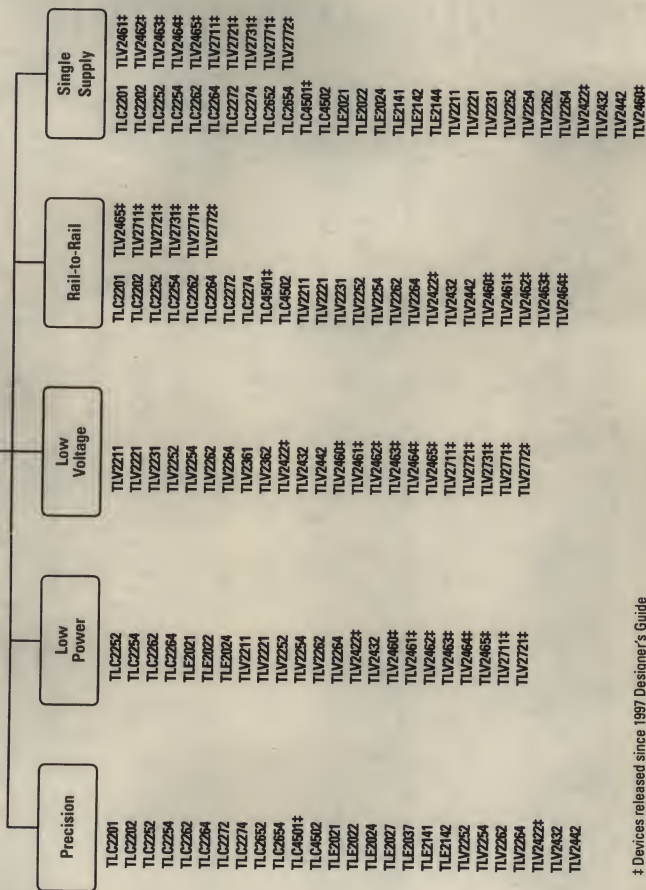 Precision
TLC2201
TLC2202
TLC2252
TLC2254
TLC2262
TLC2264
TLC2272
TLC2274
TLC2652
TLC2654
TLC4501‡
TLC4502
TLE2021
TLE2022
TLE2024
TLE2027
TLE2037
TLE2141
TLE2142
TLV2252
TLV2254
TLV2262
TLV2264
TLV2422‡
TLV2432
TLV2442
Low
Power
TLC2252
TLC2254
TLC2262
TLC2264
TLE2021
TLE2022
TLE2024
TLV2211
TLV2221
TLV2252
TLV2254
TLV2262
TLV2264
TLV2422‡
TLV2432
TLV2460‡
TLV2461‡
TLV2462‡
TLV2463‡
TLV2464‡
TLV2465‡
TLV2711‡
TLV2721‡
Low
Voltage
TLV2211
TLV2221
TLV2231
TLV2252
TLV2254
TLV2262
TLV2264
TLV2361
TLV2362
TLV2422‡
TLV2432
TLV2442
TLV2460‡
TLV2461‡
TLV2462‡
TLV2463‡
TLV2464‡
TLV2465‡
TLV2711‡
TLV2721‡
TLV2731‡
TLV2771‡
TLV2772‡
Rail-to-Rail
TLC2201
TLC2202
TLC2252
TLC2254
TLC2262
TLC2264
TLC2272
TLC2274
TLC4501‡
TLC4502
TLV2211
TLV2221
TLV2231
TLV2252
TLV2254
TLV2262
TLV2264
TLV2422‡
TLV2432
TLV2442
TLV2460‡
TLV2461‡
TLV2462‡
TLV2463‡
TLV2464‡
TLV2465‡
TLV2711‡
TLV2721‡
TLV2731‡
TLV2771‡
TLV2772‡
Single
Supply
TLC2201
TLC2202
TLC2252
TLC2254
TLC2262
TLC2264
TLC2272
TLC2274
TLC2652
TLC2654
TLC4501‡
TLC4502
TLE2021
TLE2022
TLE2024
TLE2141
TLE2142
TLE2144
TLV2211
TLV2221
TLV2231
TLV2252
TLV2254
TLV2262
TLV2264
TLV2422‡
TLV2432
TLV2442
TLV2460‡
TLV2461‡
TLV2462‡
TLV2463‡
TLV2464‡
TLV2465‡
TLV2711‡
TLV2721‡
TLV2731‡
TLV2771‡
TLV2772‡
‡ Devices released since 1997 Designer's Guide